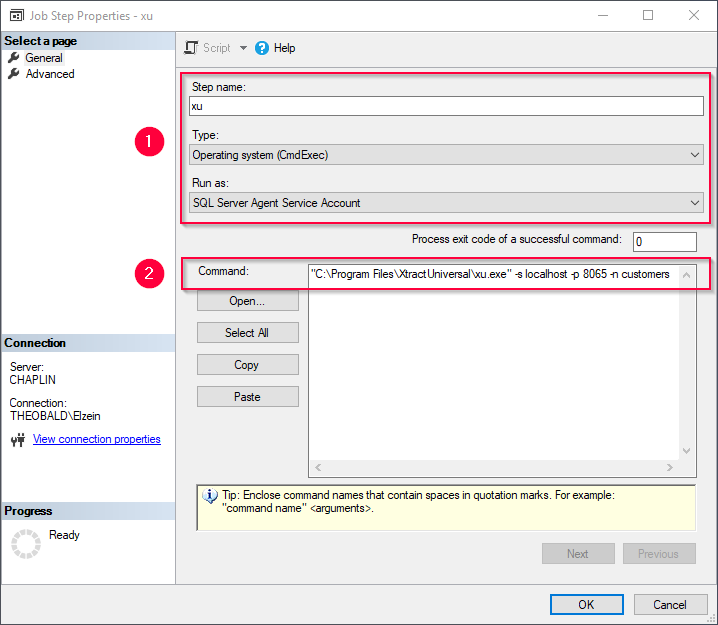 Job Step Properties - xu
Select a page
General
Advanced
Script
Help
1
Step name:
xu
Type:
Operating system (CmdExec)
Run as:
SQL Server Agent Service Account
Process exit code of a successful command:
0
2
Command:
"C:\Program Files\XtractUniversal\xu.exe" -s localhost -p 8065 -n customers
Open...
Select All
Copy
Paste
Connection
Server:
CHAPLIN
Connection:
THEOBALD\Elzein
View connection properties
Progress
Ready
Tip: Enclose command names that contain spaces in quotation marks. For example:
"command name" <arguments>.
Next
Previous
OK
Cancel